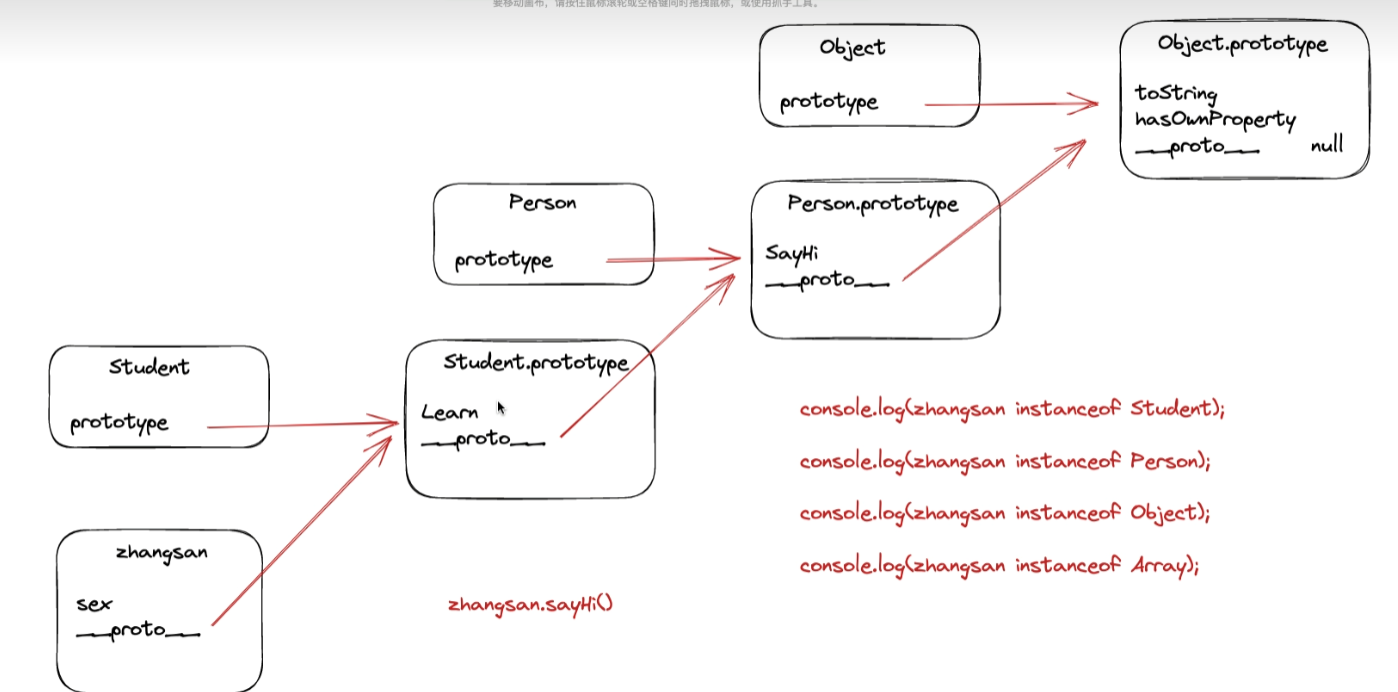 要移动画布，请按住鼠标滚轮或空格键同时拖拽鼠标，或使用抓手工具。
Object
prototype
Object.prototype
toString
hasOwnProperty
__proto__ null
Person
prototype
Person.prototype
SayHi
__proto__
Student
prototype
Student.prototype
Learn
__proto__
console.log(zhangsan instanceof Student);
console.log(zhangsan instanceof Person);
console.log(zhangsan instanceof Object);
console.log(zhangsan instanceof Array);
zhangsan
sex
__proto__
zhangsan.sayHi()